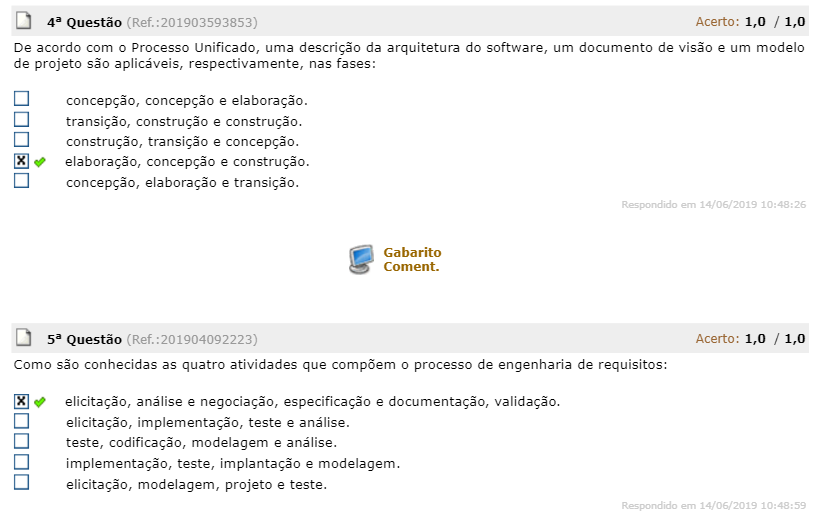 4ª Questão (Ref.:201903593853) Acerto: 1,0 / 1,0
De acordo com o Processo Unificado, uma descrição da arquitetura do software, um documento de visão e um modelo
de projeto são aplicáveis, respectivamente, nas fases:
concepção, concepção e elaboração.
transição, construção e construção.
construção, transição e concepção.
elaboração, concepção e construção.
concepção, elaboração e transição.
Respondido em 14/06/2019 10:48:26
Gabarito
Coment.
5ª Questão (Ref.:201904092223) Acerto: 1,0 / 1,0
Como são conhecidas as quatro atividades que compõem o processo de engenharia de requisitos:
elicitação, análise e negociação, especificação e documentação, validação.
elicitação, implementação, teste e análise.
teste, codificação, modelagem e análise.
implementação, teste, implantação e modelagem.
elicitação, modelagem, projeto e teste.
Respondido em 14/06/2019 10:48:59